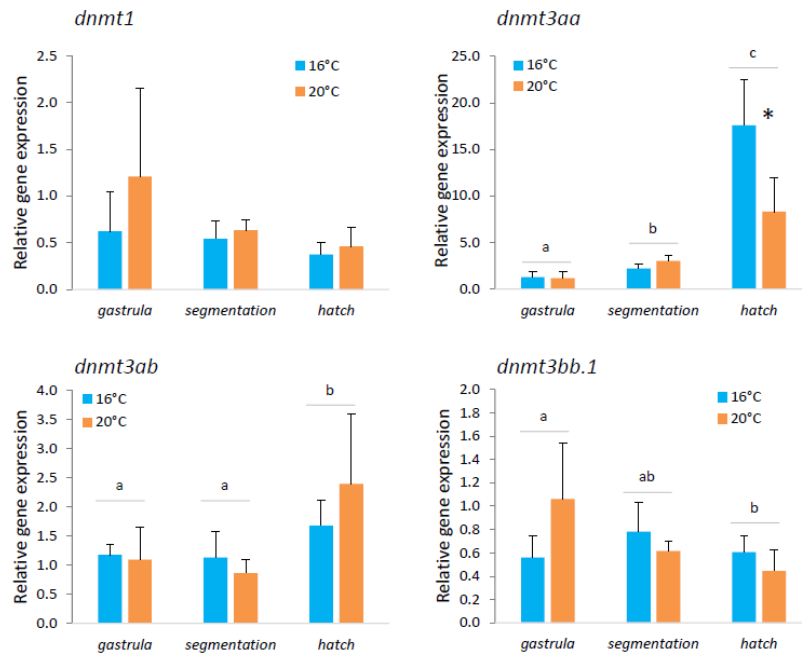 dnmt1
Relative gene expression
2.5
2.0
1.5
1.0
0.5
0.0
16°C
20°C
gastrula segmentation hatch
dnmt3aa
Relative gene expression
25.0
20.0
15.0
10.0
5.0
0.0
16°C
20°C
a
b
c
*
gastrula segmentation hatch
dnmt3ab
Relative gene expression
4.0
3.5
3.0
2.5
2.0
1.5
1.0
0.5
0.0
16°C
20°C
a
a
b
gastrula segmentation hatch
dnmt3bb.1
Relative gene expression
2.0
1.8
1.6
1.4
1.2
1.0
0.8
0.6
0.4
0.2
0.0
16°C
20°C
a
ab
b
gastrula segmentation hatch